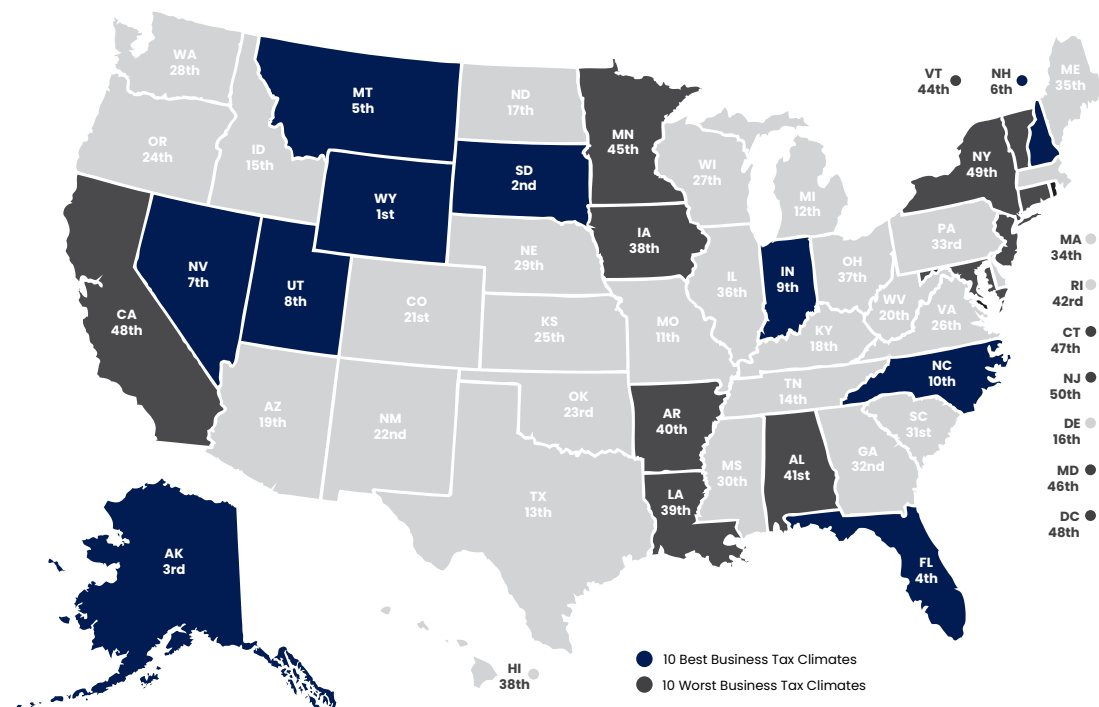 WA
28th
MT
5th
ND
17th
MN
45th
VT
44th
NH
6th
ME
35th
OR
24th
ID
15th
SD
2nd
WI
27th
NY
49th
WY
1st
MI
12th
IA
38th
NE
29th
PA
33rd
MA
34th
NV
7th
UT
8th
IL
36th
IN
9th
OH
37th
RI
42rd
CO
21st
WV
20th
VA
26th
CA
48th
KS
25th
MO
11th
KY
18th
CT
47th
NC
10th
TN
14th
NJ
50th
AZ
19th
NM
22nd
OK
23rd
AR
40th
SC
31st
DE
16th
GA
32nd
MS
30th
AL
41st
MD
46th
TX
13th
LA
39th
DC
48th
AK
3rd
FL
4th
HI
38th
10 Best Business Tax Climates
10 Worst Business Tax Climates